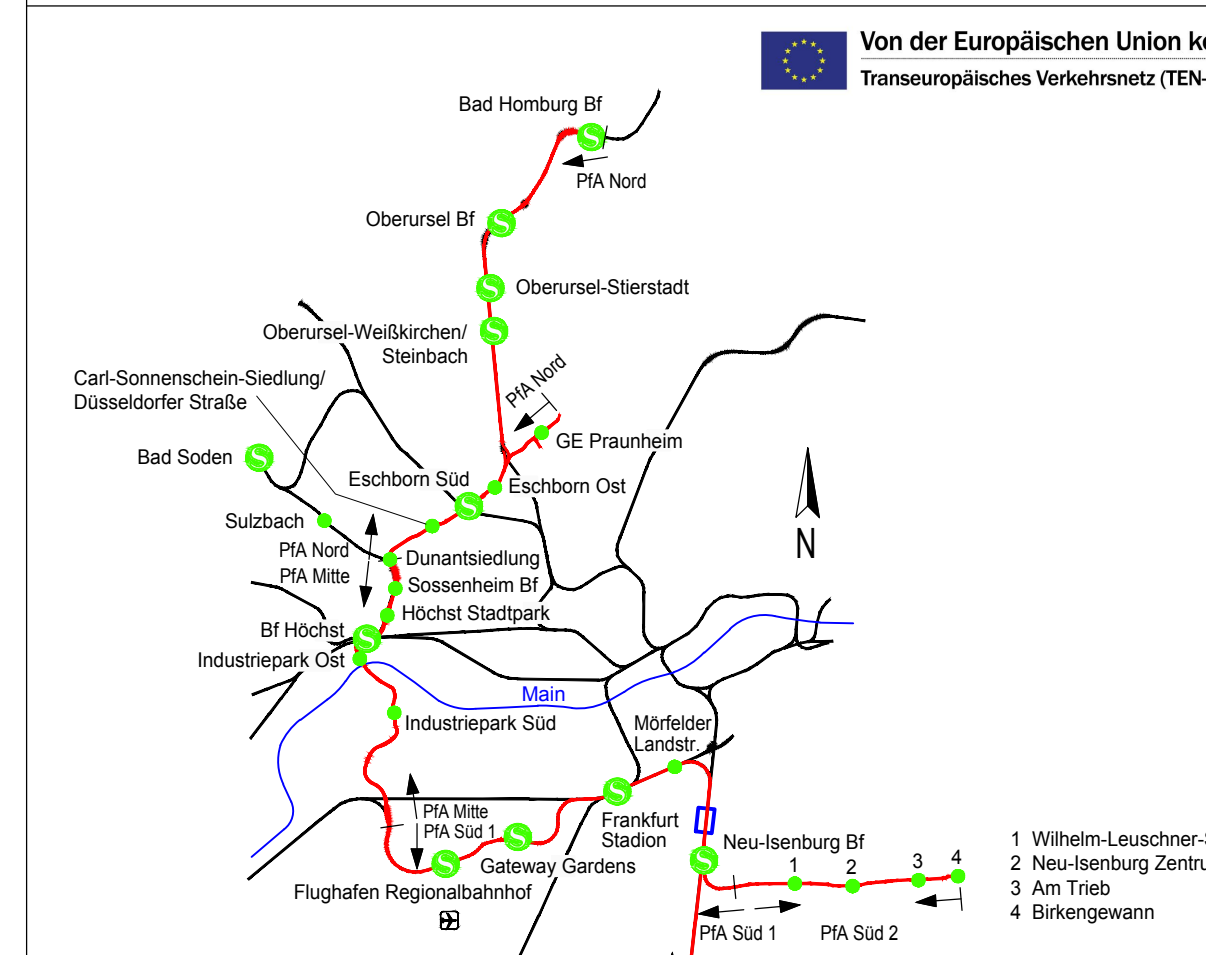 Von der Europäischen Union
Transeuropäisches Verkehrsnetz (TEN-
Bad Homburg Bf
PfA Nord
Oberursel Bf
Oberursel-Stierstadt
Oberursel-Weißkirchen/
Steinbach
PfA Nord
Carl-Sonnenschein-Siedlung/
Düsseldorfer Straße
GE Praunheim
Bad Soden
Eschborn Süd
Eschborn Ost
Sulzbach
PfA Nord
PfA Mitte
N
Dunantsiedlung
Sossenheim Bf
Höchst Stadtpark
Bf Höchst
Industriepark Ost
Main
Industriepark Süd
Mörfelder
Landstr.
PfA Mitte
PfA Süd 1
Frankfurt
Stadion
Neu-Isenburg Bf
Gateway Gardens
Flughafen Regionalbahnhof
1
2
3
4
PfA Süd 1
PfA Süd 2
1 Wilhelm-Leuschner-S
2 Neu-Isenburg Zentru
3 Am Trieb
4 Birkengewann